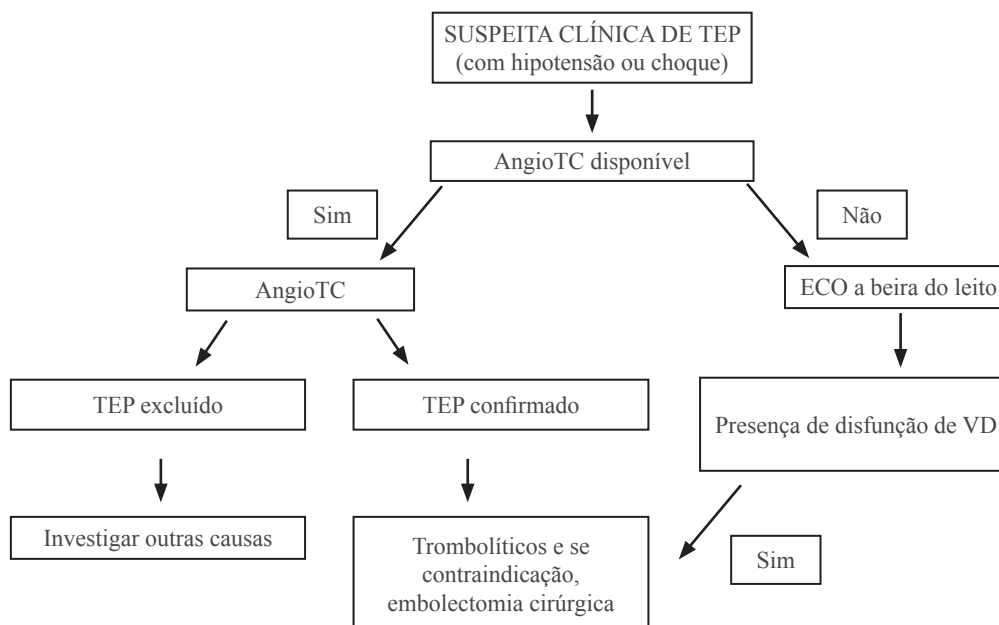 SUSPEITA CLÍNICA DE TEP
(com hipotensão ou choque)
AngioTC disponível
Sim
Não
AngioTC
ECO a beira do leito
TEP excluído
TEP confirmado
Presença de disfunção de VD
Investigar outras causas
Trombolíticos e se
contraindicação,
embolectomia cirúrgica
Sim